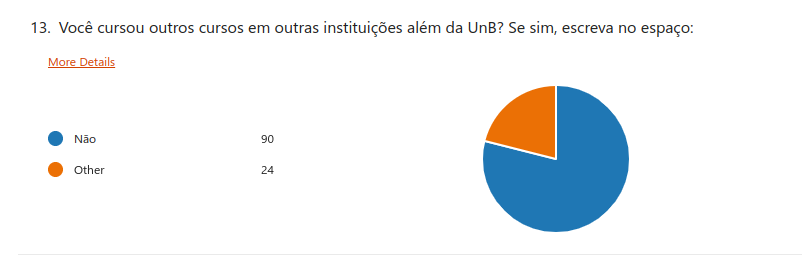 13. Você cursou outros cursos em outras instituições além da UnB? Se sim, escreva no espaço:
More Details
Não 90
Other 24